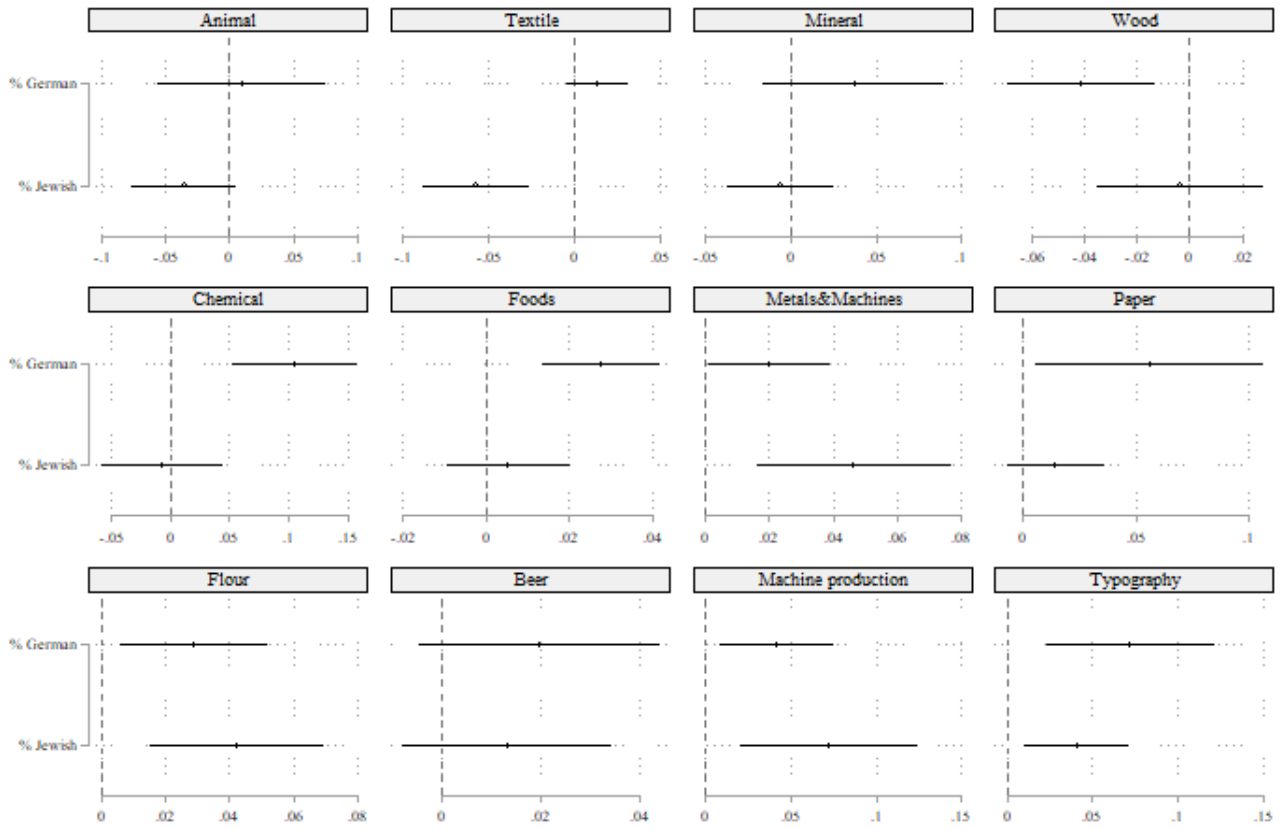 Animal Textile Mineral Wood
% German
% Jewish
-.1 -.05 0 .05 .1 -.1 -.05 0 .05 -.05 0 .05 .1 -.06 -.04 -.02 0 .02
Chemical Foods Metals&Machines Paper
% German
% Jewish
-.05 0 .05 .1 .15 -.02 0 .02 .04 0 .02 .04 .06 .08 0 .05 .1
Flour Beer Machine production Typography
% German
% Jewish
0 .02 .04 .06 .08 0 .02 .04 0 .05 .1 .15 0 .05 .1 .15